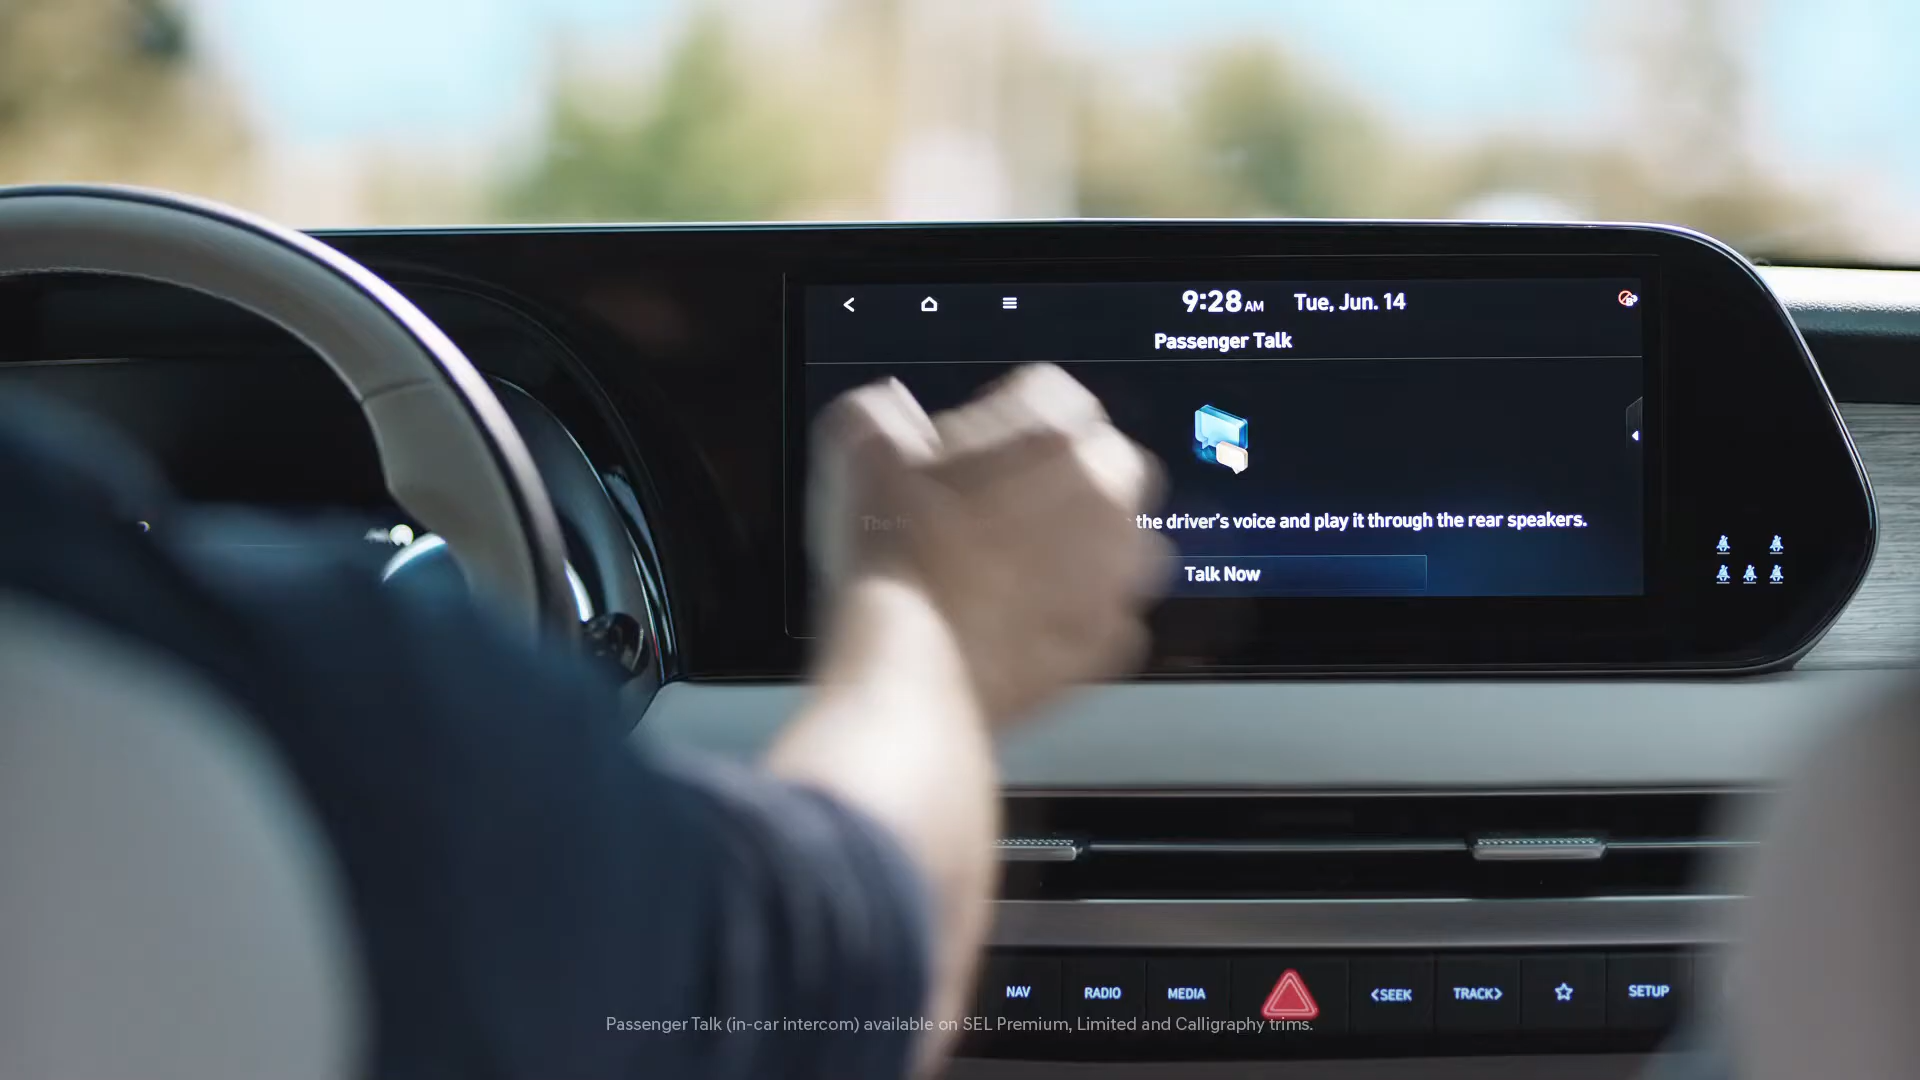 9:28 AM Tue, Jun. 14
Passenger Talk
the driver's voice and play it through the rear speakers.
Talk Now
NAV RADIO MEDIA <SEEK TRACK> SETUP
Passenger Talk (in-car intercom) available on SEL Premium, Limited and Calligraphy trims.